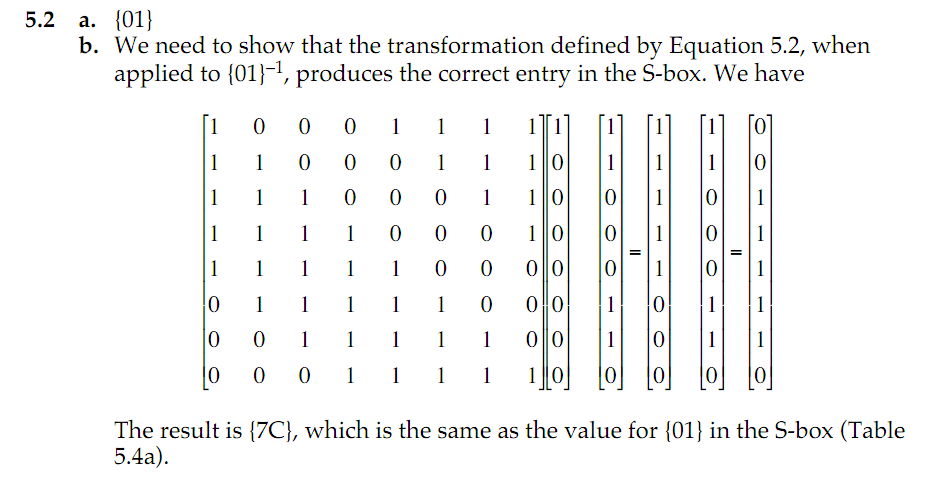 5.2 a. {01}
b. We need to show that the transformation defined by Equation 5.2, when
applied to {01}⁻¹, produces the correct entry in the S-box. We have
1 0 0 0 1 1 1 1 1 1 1 1 0
1 1 0 0 0 1 1 1 0 1 1 1 0
1 1 1 0 0 0 1 1 0 0 1 0 1
1 1 1 1 0 0 0 1 0 0 1 0 1
= =
1 1 1 1 1 0 0 0 0 0 1 0 1
0 1 1 1 1 1 0 0 0 1 0 1 1
0 0 1 1 1 1 1 0 0 1 0 1 1
0 0 0 1 1 1 1 1 0 0 0 0 0
The result is {7C}, which is the same as the value for {01} in the S-box (Table
5.4a).